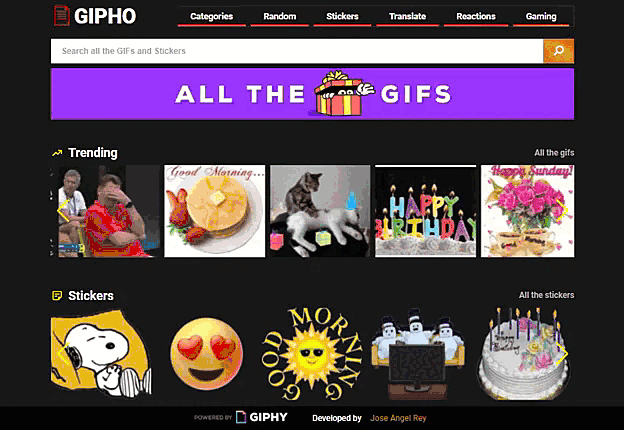 GIPHO
Categories
Random
Stickers
Translate
Reactions
Gaming
Search all the GIFs and Stickers
ALL THE GIFS
Trending
All the gifs
Good Morning...
HAPPY
BIRTHDAY
Happy Sunday!
Stickers
All the stickers
GOOD MORNING
Happy
Birthday
POWERED BY GIPHY
Developed by Jose Angel Rey